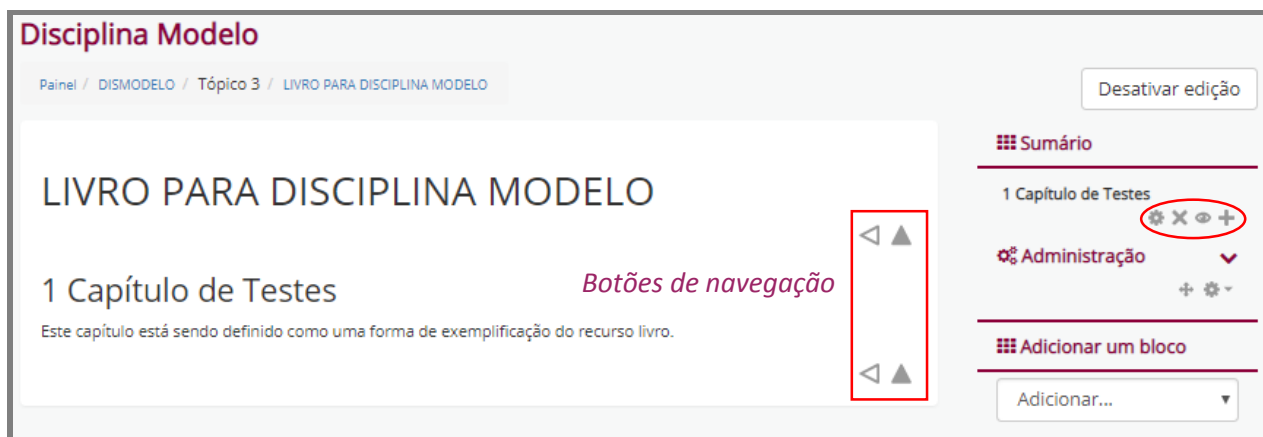 Disciplina Modelo
Painel / DISMODELO / Tópico 3 / LIVRO PARA DISCIPLINA MODELO
Desativar edição
LIVRO PARA DISCIPLINA MODELO
1 Capítulo de Testes
Este capítulo está sendo definido como uma forma de exemplificação do recurso livro.
Botões de navegação
Sumário
1 Capítulo de Testes
Administração
Adicionar um bloco
Adicionar...